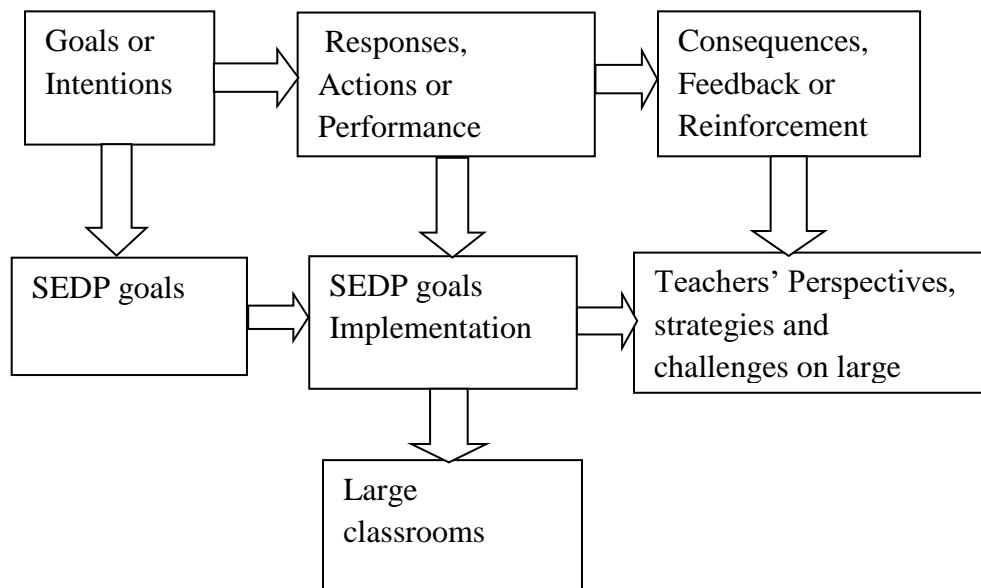 Goals or
Intentions
Responses,
Actions or
Performance
Consequences,
Feedback or
Reinforcement
SEDP goals
SEDP goals
Implementation
Teachers’ Perspectives,
strategies and
challenges on large
Large
classrooms